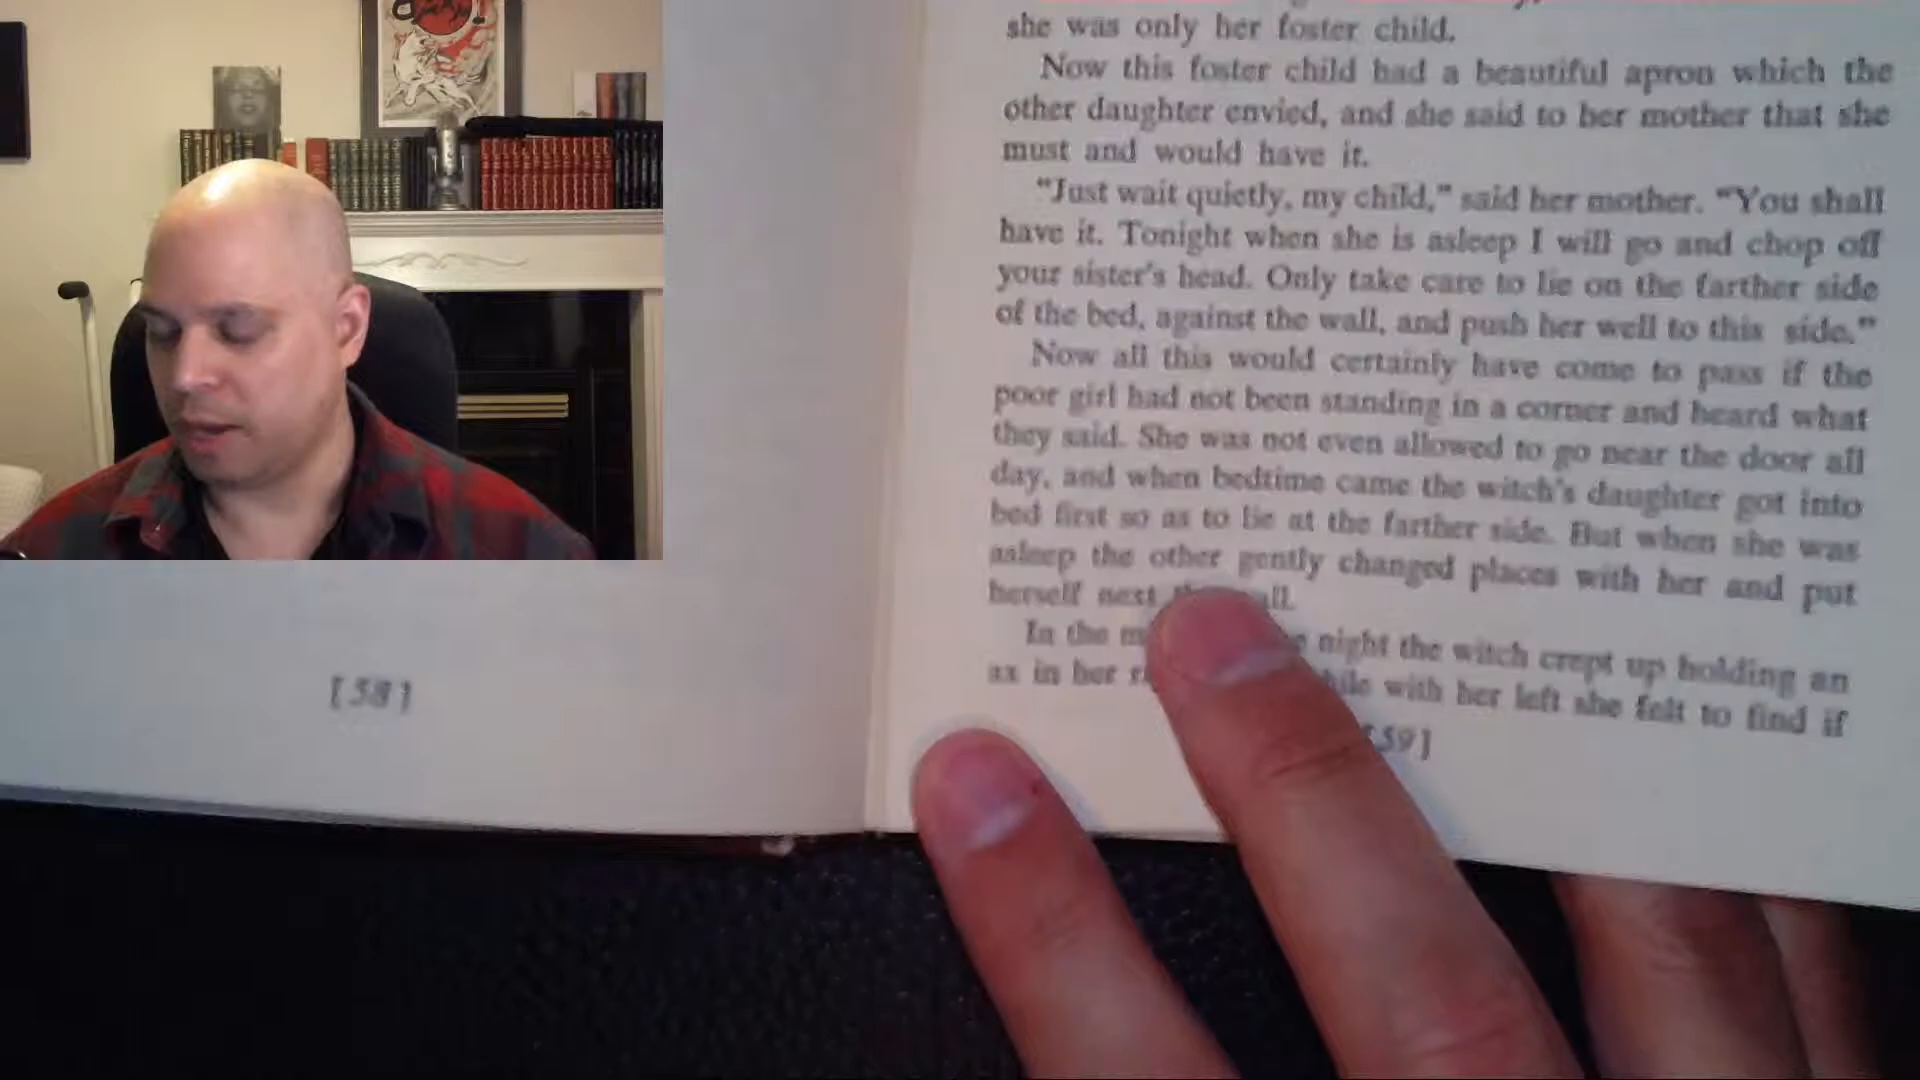 she was only her foster child.
Now this foster child had a beautiful apron which the
other daughter envied, and she said to her mother that she
must and would have it.
"Just wait quietly, my child," said her mother. "You shall
have it. Tonight when she is asleep I will go and chop off
your sister's head. Only take care to lie on the farther side
of the bed, against the wall, and push her well to this side."
Now all this would certainly have come to pass if the
poor girl had not been standing in a corner and heard what
they said. She was not even allowed to go near the door all
day, and when bedtime came the witch's daughter got into
bed first so as to lie at the farther side. But when she was
asleep the other gently changed places with her and put
herself next
In the night the witch crept up holding an
ax in her with her left she felt to find if
[58]
[59]